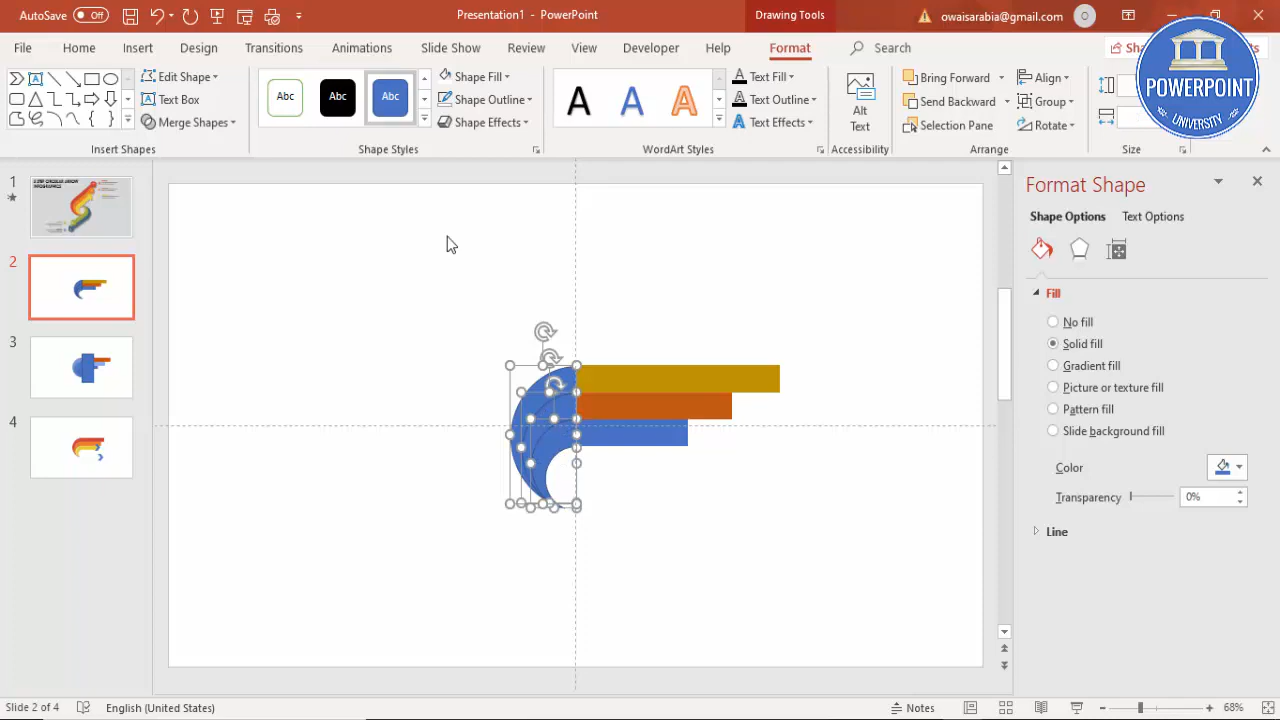 AutoSave Off Presentation1 - PowerPoint Drawing Tools owaisarabia@gmail.com O
File Home Insert Design Transitions Animations Slide Show Review View Developer Help Format Search
Edit Shape
Text Box
Merge Shapes
Insert Shapes
Abc Abc Abc
Shape Fill
Shape Outline
Shape Effects
Shape Styles
A A A
Text Fill
Text Outline
Text Effects
WordArt Styles
Alt
Text
Accessibility
Bring Forward
Send Backward
Selection Pane
Align
Group
Rotate
Arrange
Size
POWERPOINT
UNIVERSITY
1
2
3
4
Format Shape
Shape Options Text Options
Fill
No fill
Solid fill
Gradient fill
Picture or texture fill
Pattern fill
Slide background fill
Color
Transparency 0%
Line
Slide 2 of 4 English (United States) Notes 68%